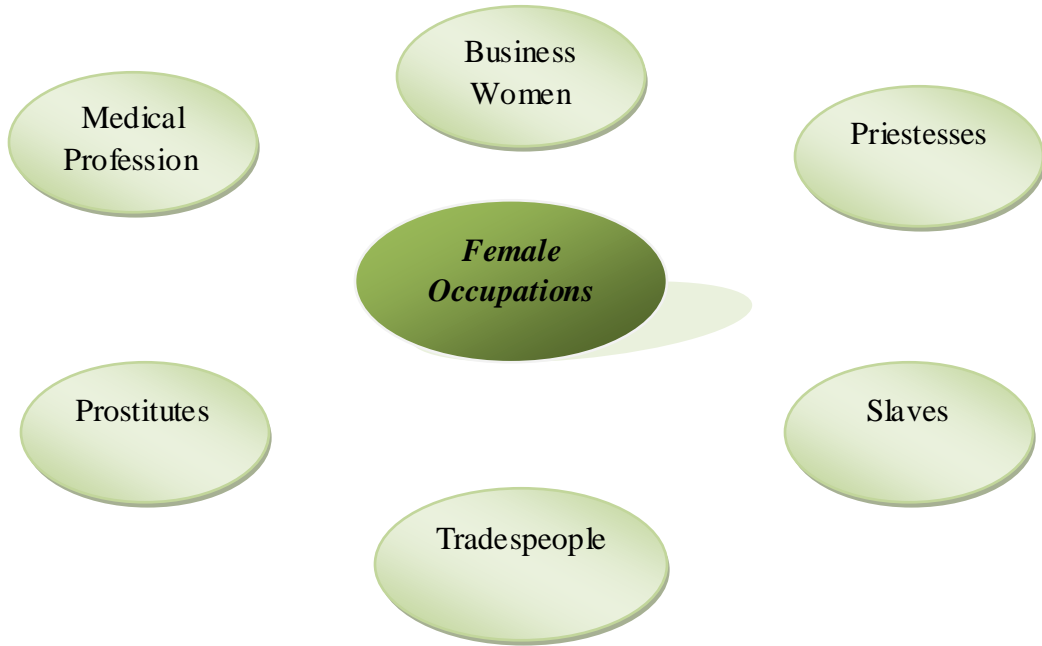 Business
Women
Medical
Profession
Priestesses
Female
Occupations
Prostitutes
Slaves
Tradespeople